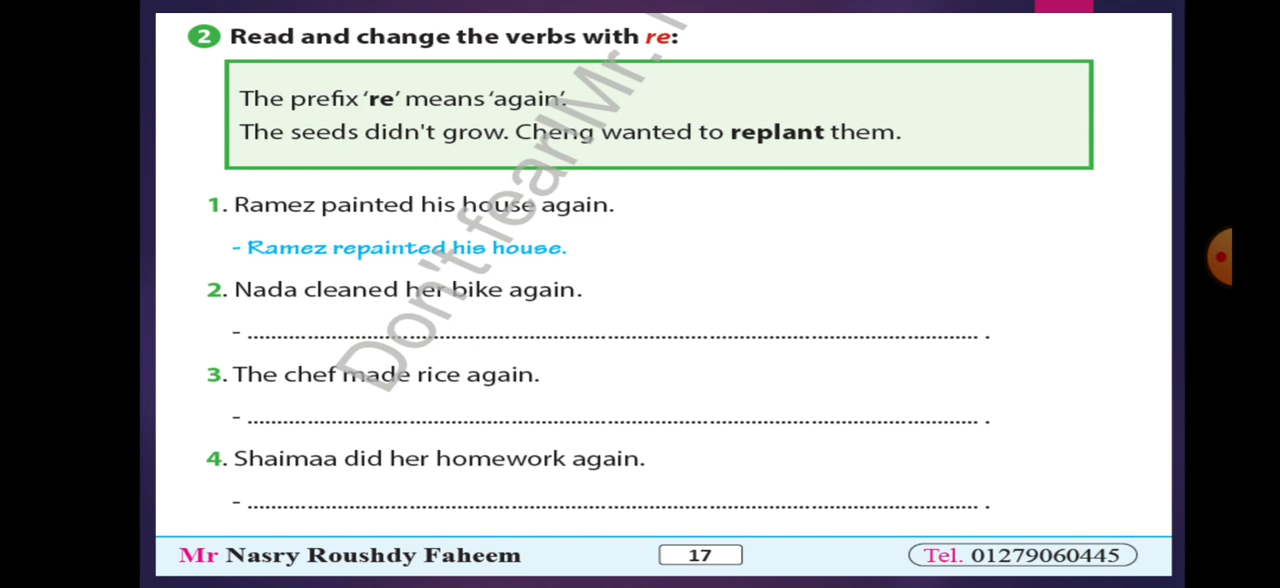 2 Read and change the verbs with re:
The prefix ‘re’ means ‘again’.
The seeds didn't grow. Cheng wanted to replant them.
1. Ramez painted his house again.
- Ramez repainted his house.
2. Nada cleaned her bike again.
- .................................................................................................................... .
3. The chef made rice again.
- .................................................................................................................... .
4. Shaimaa did her homework again.
- .................................................................................................................... .
Don't fear!Mr.
Mr Nasry Roushdy Faheem
17
Tel. 01279060445